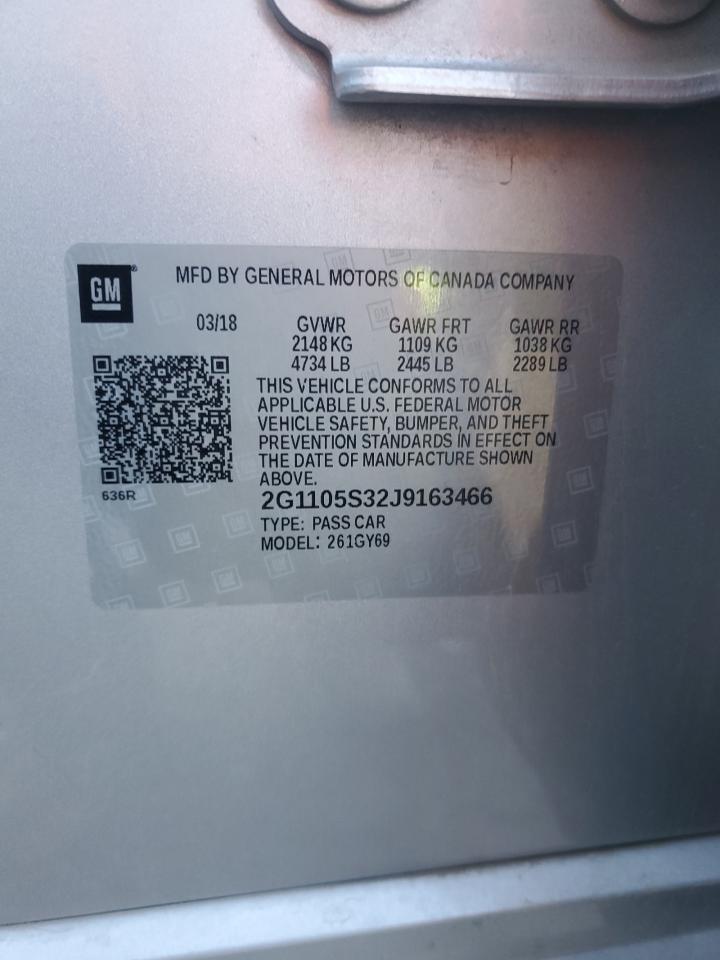 GM
MFD BY GENERAL MOTORS OF CANADA COMPANY
03/18 GVWR GAWR FRT GAWR RR
2148 KG 1109 KG 1038 KG
4734 LB 2445 LB 2289 LB
THIS VEHICLE CONFORMS TO ALL
APPLICABLE U.S. FEDERAL MOTOR
VEHICLE SAFETY, BUMPER, AND THEFT
PREVENTION STANDARDS IN EFFECT ON
THE DATE OF MANUFACTURE SHOWN
ABOVE.
636R
2G1105S32J9163466
TYPE: PASS CAR
MODEL: 261GY69